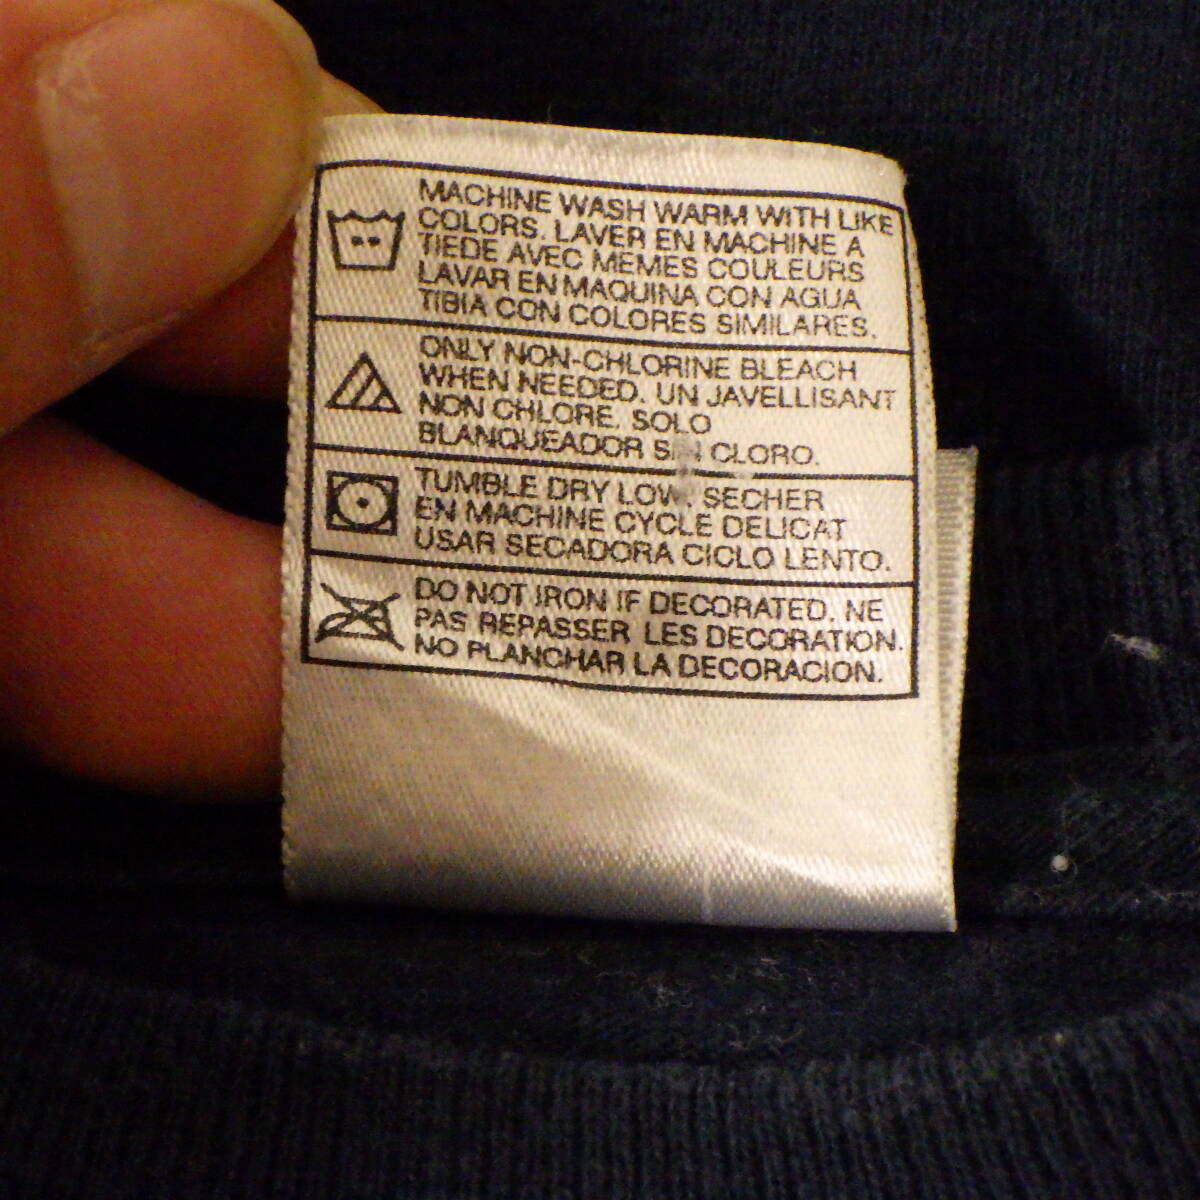 MACHINE WASH WARM WITH LIKE
COLORS. LAVER EN MACHINE A
TIEDE AVEC MEMES COULEURS
LAVAR EN MAQUINA CON AGUA
TIBIA CON COLORES SIMILARES.
ONLY NON-CHLORINE BLEACH
WHEN NEEDED. UN JAVELLISANT
NON CHLORE. SOLO
BLANQUEADOR SIN CLORO.
TUMBLE DRY LOW. SECHER
EN MACHINE CYCLE DELICAT
USAR SECADORA CICLO LENTO.
DO NOT IRON IF DECORATED. NE
PAS REPASSER LES DECORATION.
NO PLANCHAR LA DECORACION.